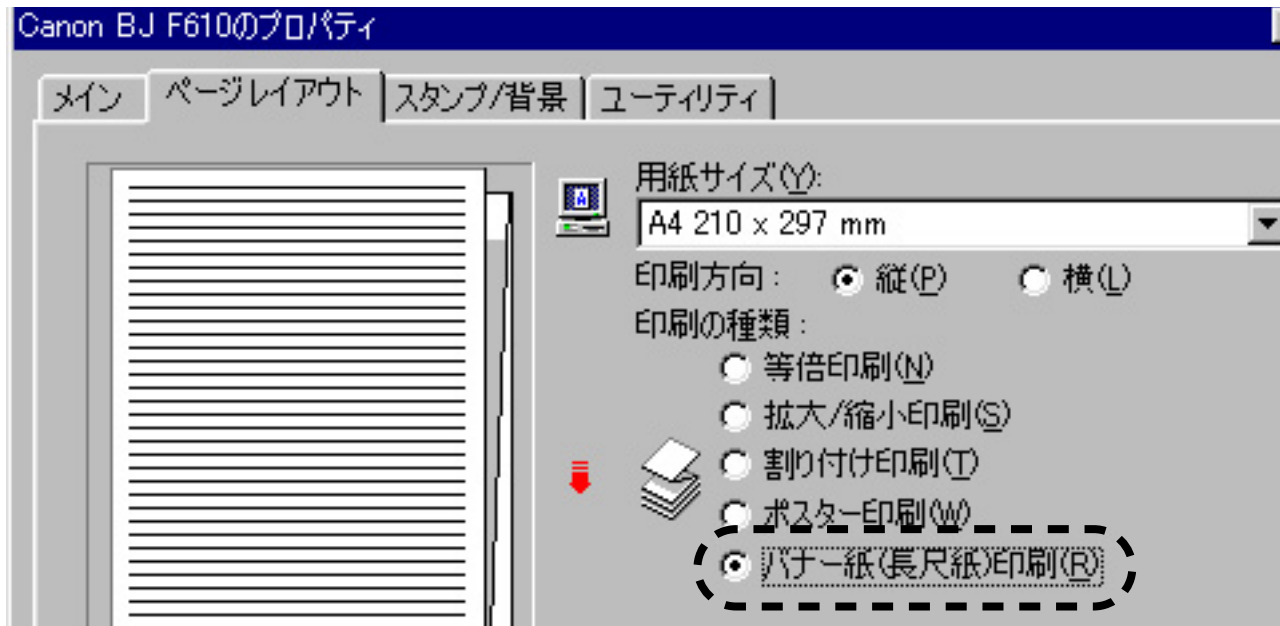 Canon BJ F610のプロパティ
メイン ページレイアウト スタンプ/背景 ユーティリティ
用紙サイズ(Y):
A4 210 x 297 mm
印刷方向: 縦(P) 横(L)
印刷の種類:
等倍印刷(N)
拡大/縮小印刷(S)
割り付け印刷(T)
ポスター印刷(W)
バナー紙(長尺紙)印刷(R)